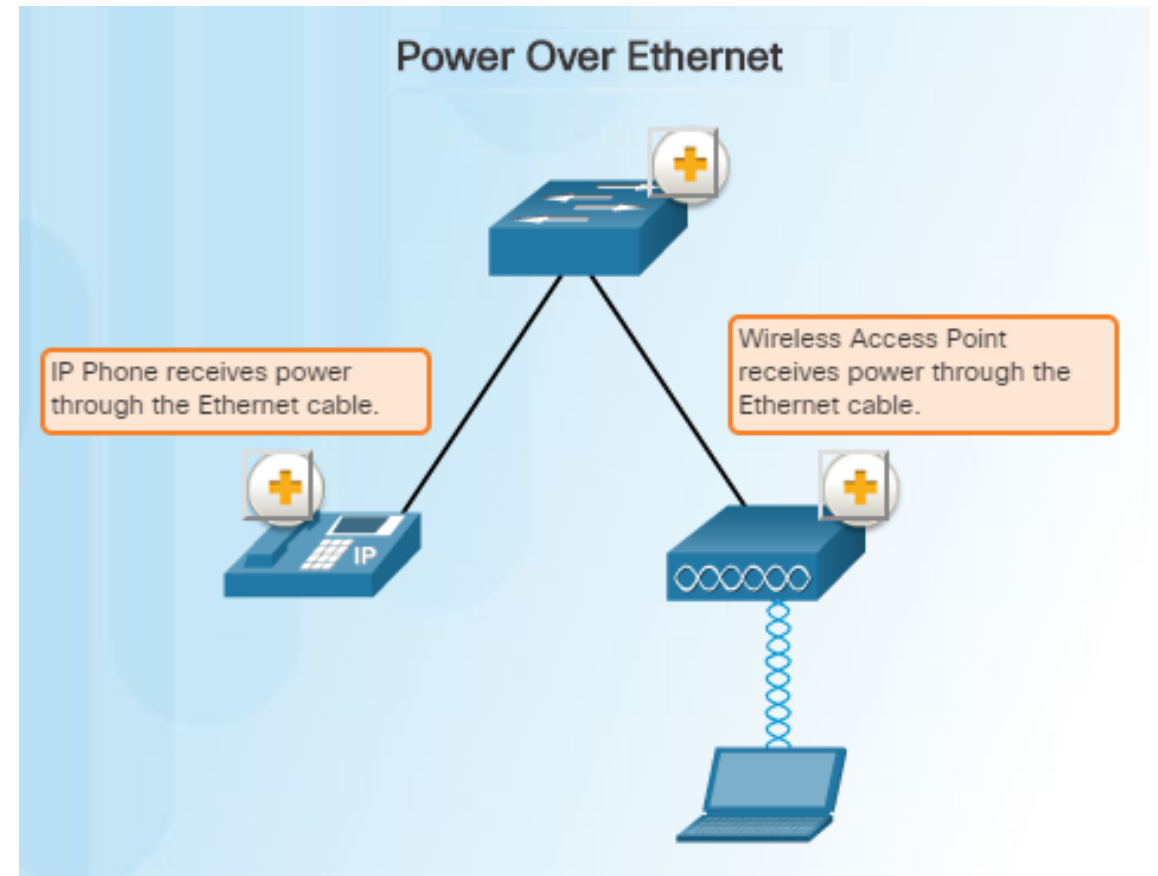 Power Over Ethernet
IP Phone receives power
through the Ethernet cable.
Wireless Access Point
receives power through the
Ethernet cable.
IP